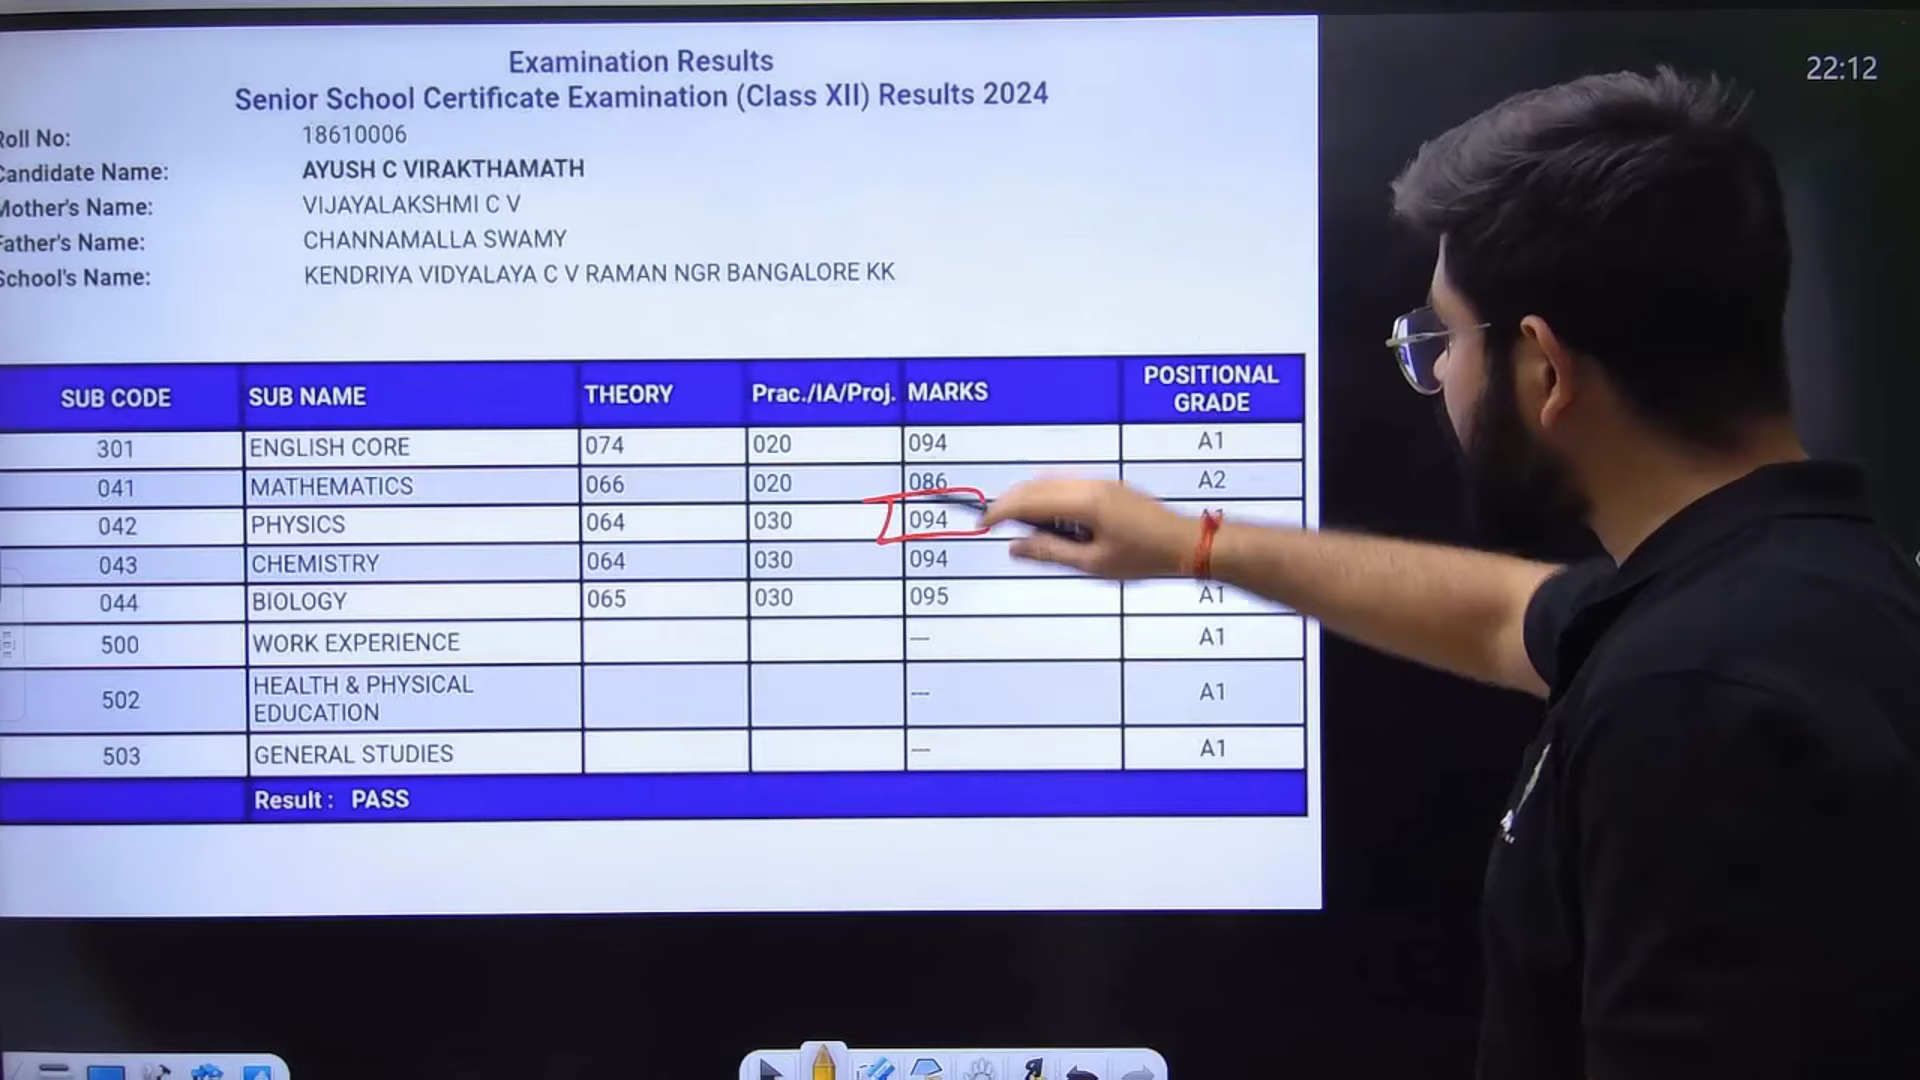 22:12
Examination Results
Senior School Certificate Examination (Class XII) Results 2024
Roll No: 18610006
Candidate Name: AYUSH C VIRAKTHAMATH
Mother's Name: VIJAYALAKSHMI C V
Father's Name: CHANNAMALLA SWAMY
School's Name: KENDRIYA VIDYALAYA C V RAMAN NGR BANGALORE KK
SUB CODE SUB NAME THEORY Prac./IA/Proj. MARKS POSITIONAL GRADE
301 ENGLISH CORE 074 020 094 A1
041 MATHEMATICS 066 020 086 A2
042 PHYSICS 064 030 094
043 CHEMISTRY 064 030 094
044 BIOLOGY 065 030 095 A1
500 WORK EXPERIENCE --- A1
502 HEALTH & PHYSICAL EDUCATION --- A1
503 GENERAL STUDIES --- A1
Result : PASS